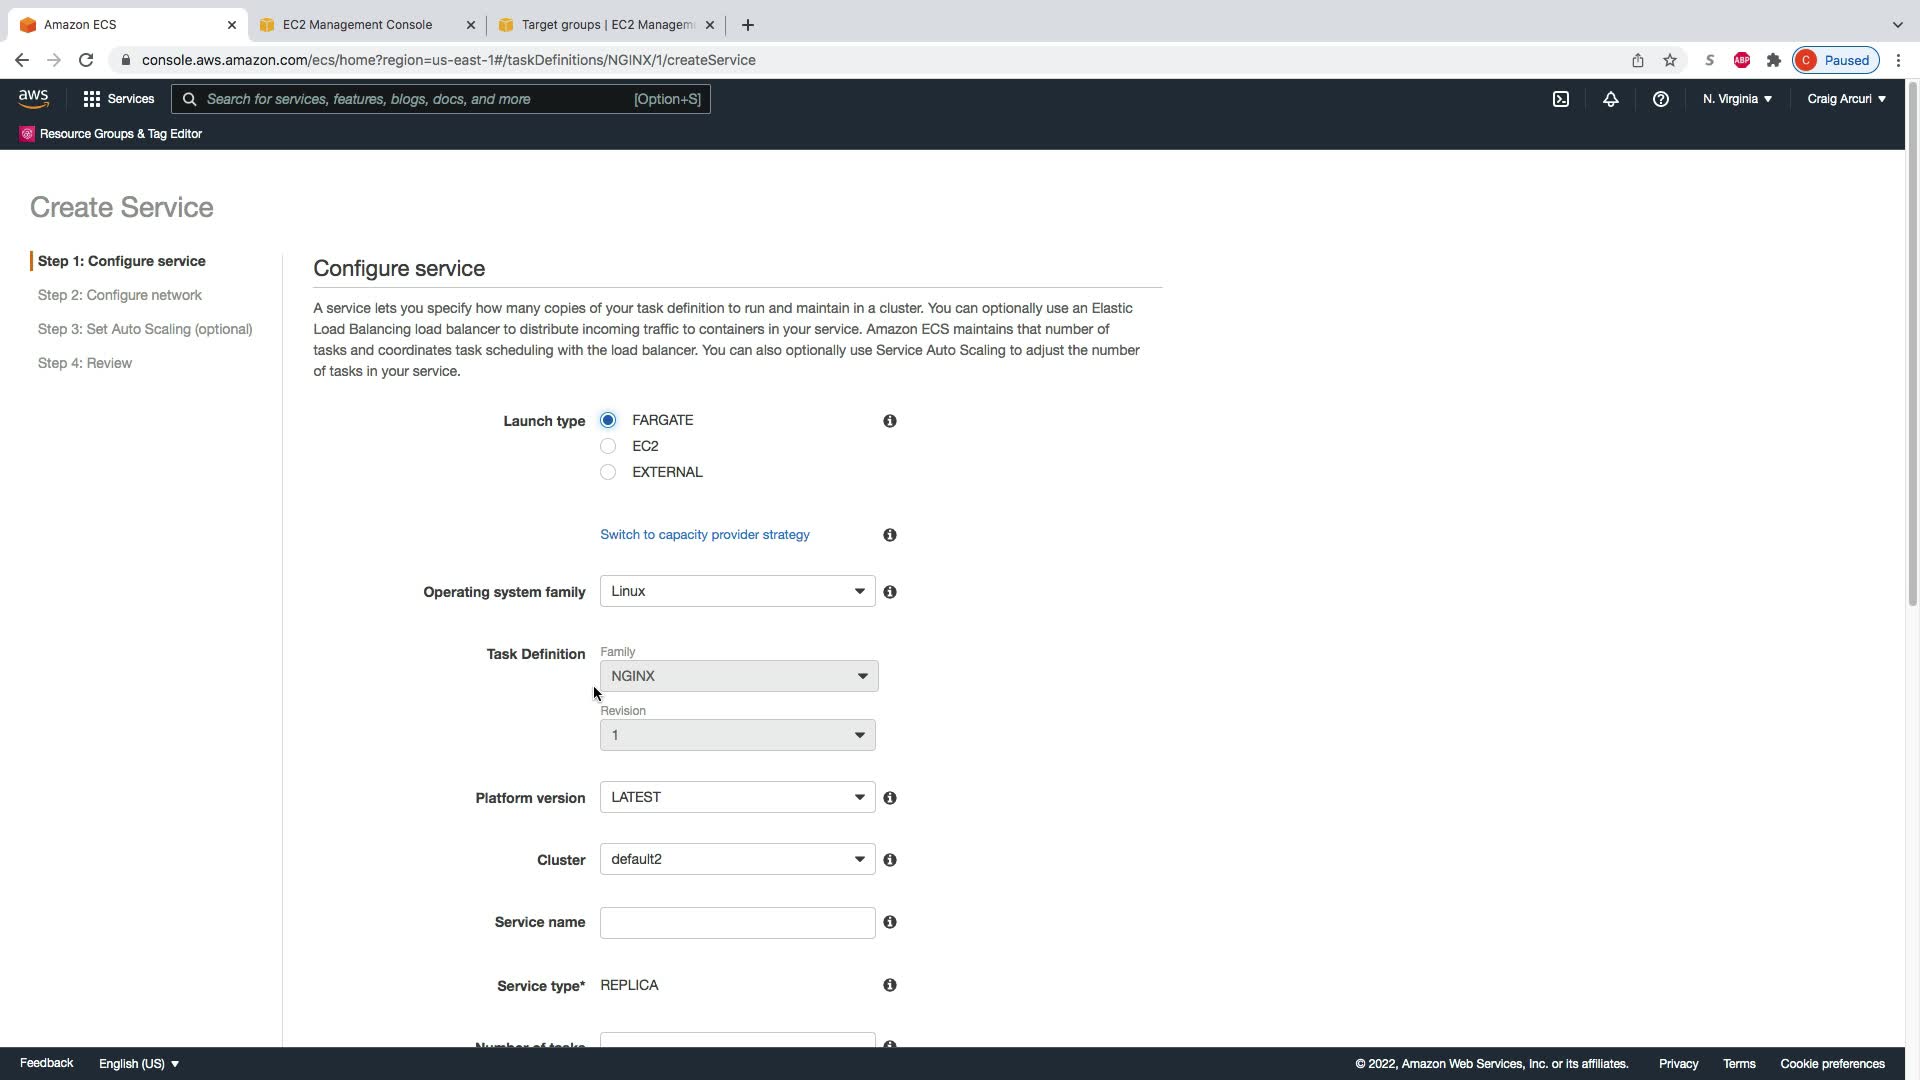 Amazon ECS
EC2 Management Console
Target groups | EC2 Managem
console.aws.amazon.com/ecs/home?region=us-east-1#/taskDefinitions/NGINX/1/createService
S
ABP
C
Paused
aws
Services
Search for services, features, blogs, docs, and more
[Option+S]
N. Virginia
Craig Arcuri
Resource Groups & Tag Editor
Create Service
Step 1: Configure service
Step 2: Configure network
Step 3: Set Auto Scaling (optional)
Step 4: Review
Configure service
A service lets you specify how many copies of your task definition to run and maintain in a cluster. You can optionally use an Elastic
Load Balancing load balancer to distribute incoming traffic to containers in your service. Amazon ECS maintains that number of
tasks and coordinates task scheduling with the load balancer. You can also optionally use Service Auto Scaling to adjust the number
of tasks in your service.
Launch type
FARGATE
EC2
EXTERNAL
Switch to capacity provider strategy
Operating system family
Linux
Task Definition
Family
NGINX
Revision
1
Platform version
LATEST
Cluster
default2
Service name
Service type*
REPLICA
Number of tasks
Feedback
English (US)
© 2022, Amazon Web Services, Inc. or its affiliates.
Privacy
Terms
Cookie preferences